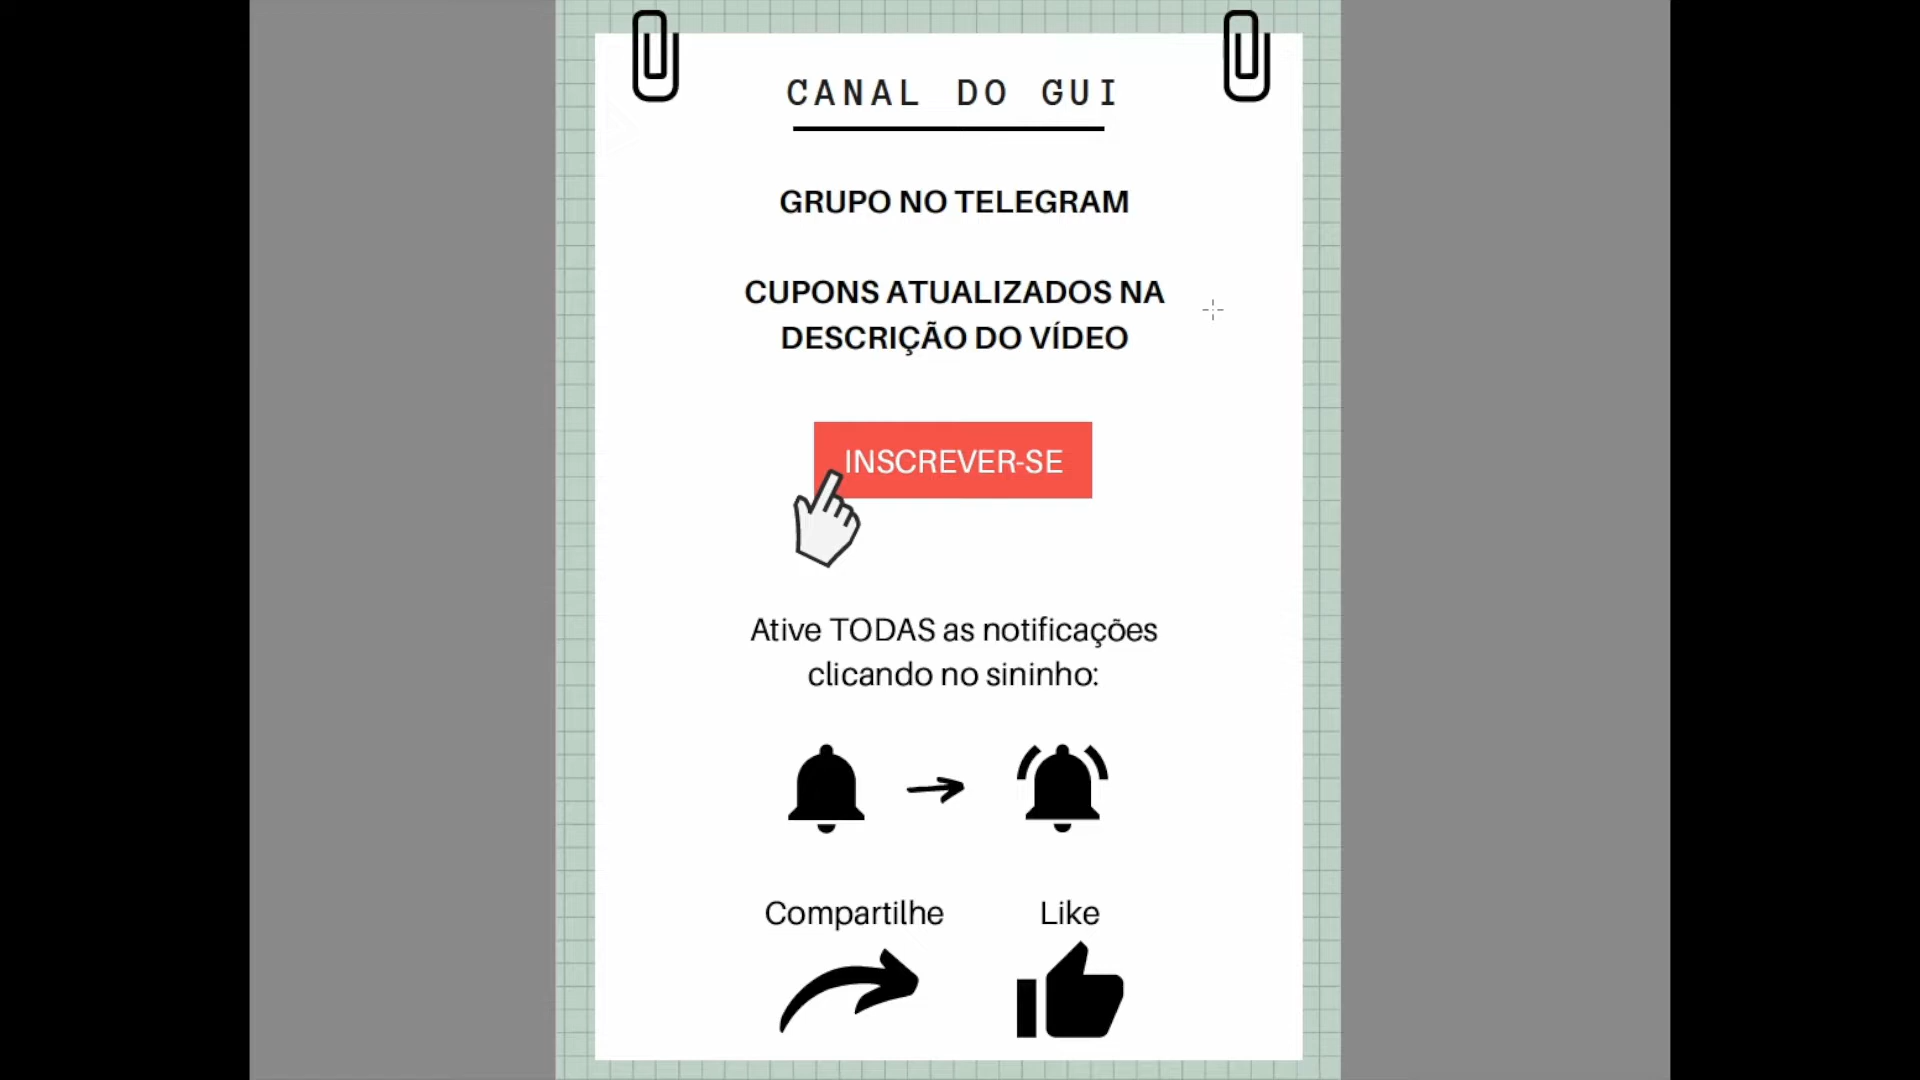 CANAL DO GUI
GRUPO NO TELEGRAM
CUPONS ATUALIZADOS NA
DESCRIÇÃO DO VÍDEO
INSCREVER-SE
Ative TODAS as notificações
clicando no sininho:
Compartilhe
Like